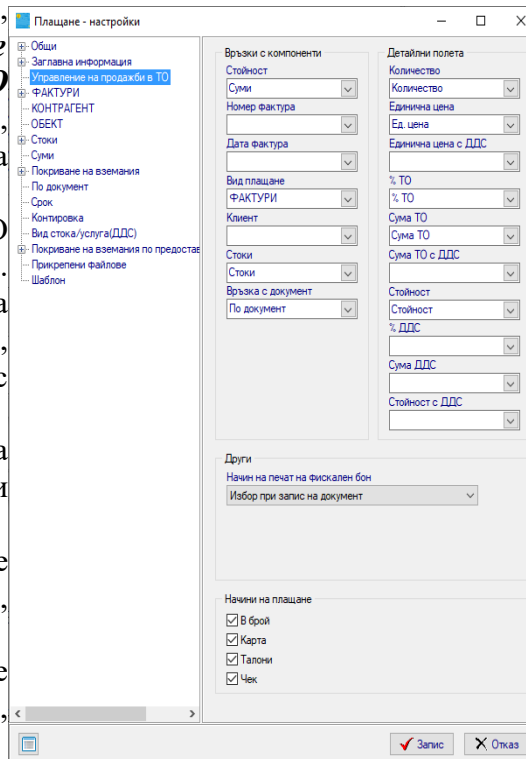 Плащане - настройки
Общи
Заглавна информация
Управление на продажби в ТО
ФАКТУРИ
КОНТРАГЕНТ
ОБЕКТ
Стоки
Суми
Покриване на вземания
По документ
Срок
Контировка
Вид стока/услуга(ДДС)
Покриване на вземания по предостав
Прикрепени файлове
Шаблон
Връзки с компоненти
Стойност
Суми
Номер фактура
Дата фактура
Вид плащане
ФАКТУРИ
Клиент
Стоки
Стоки
Връзка с документ
По документ
Детайлни полета
Количество
Количество
Единична цена
Ед. цена
Единична цена с ДДС
% ТО
% ТО
Сума ТО
Сума ТО
Сума ТО с ДДС
Стойност
Стойност
% ДДС
Сума ДДС
Стойност с ДДС
Други
Начин на печат на фискален бон
Избор при запис на документ
Начини на плащане
В брой
Карта
Талони
Чек
Запис
Отказ